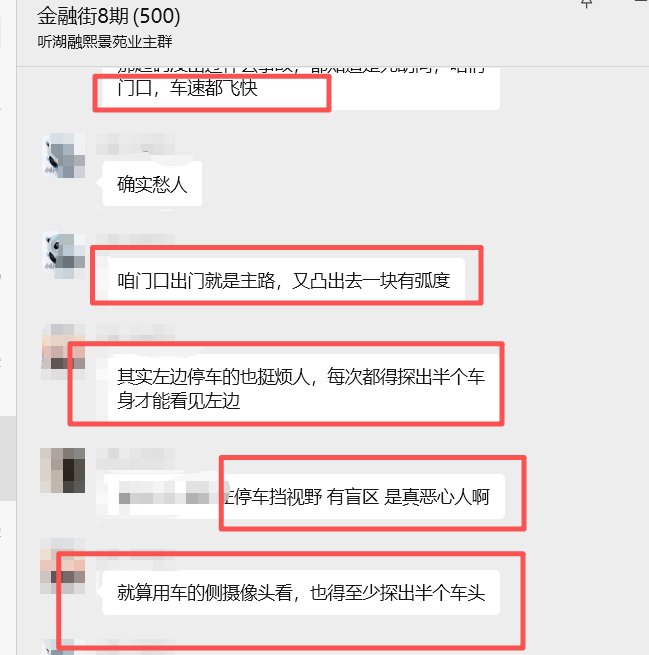 金融街8期 (500)
听湖融熙景苑业主群
门口，车速都飞快
确实愁人
咱门口出门就是主路，又凸出去一块有弧度
其实左边停车的也挺烦人，每次都得探出半个车
身才能看见左边
停车挡视野 有盲区 是真恶心人啊
就算用车的侧摄像头看，也得至少探出半个车头